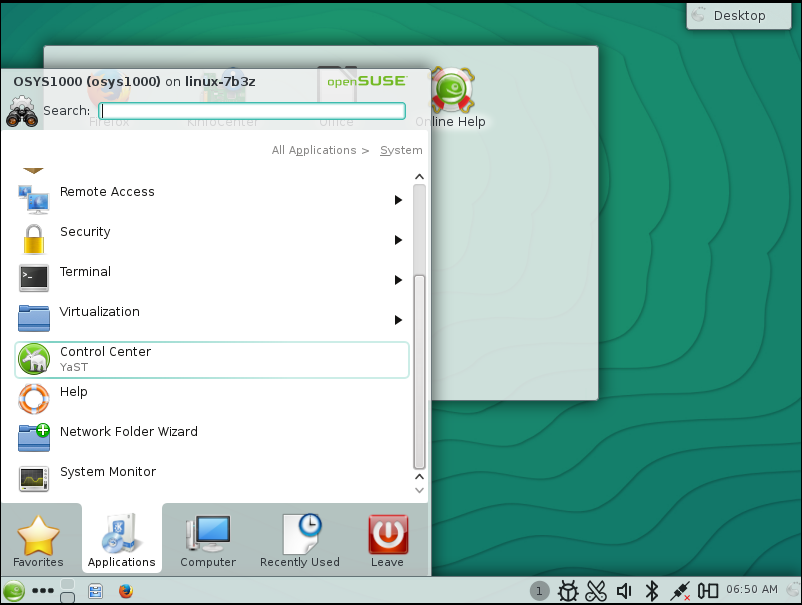 Desktop
OSYS1000 (osys1000) on linux-7b3z
openSUSE
Search:
Firefox
KInfoCenter
Office
Online Help
All Applications >
System
Remote Access
Security
Terminal
Virtualization
Control Center
YaST
Help
Network Folder Wizard
System Monitor
Favorites
Applications
Computer
Recently Used
Leave
1
06:50 AM